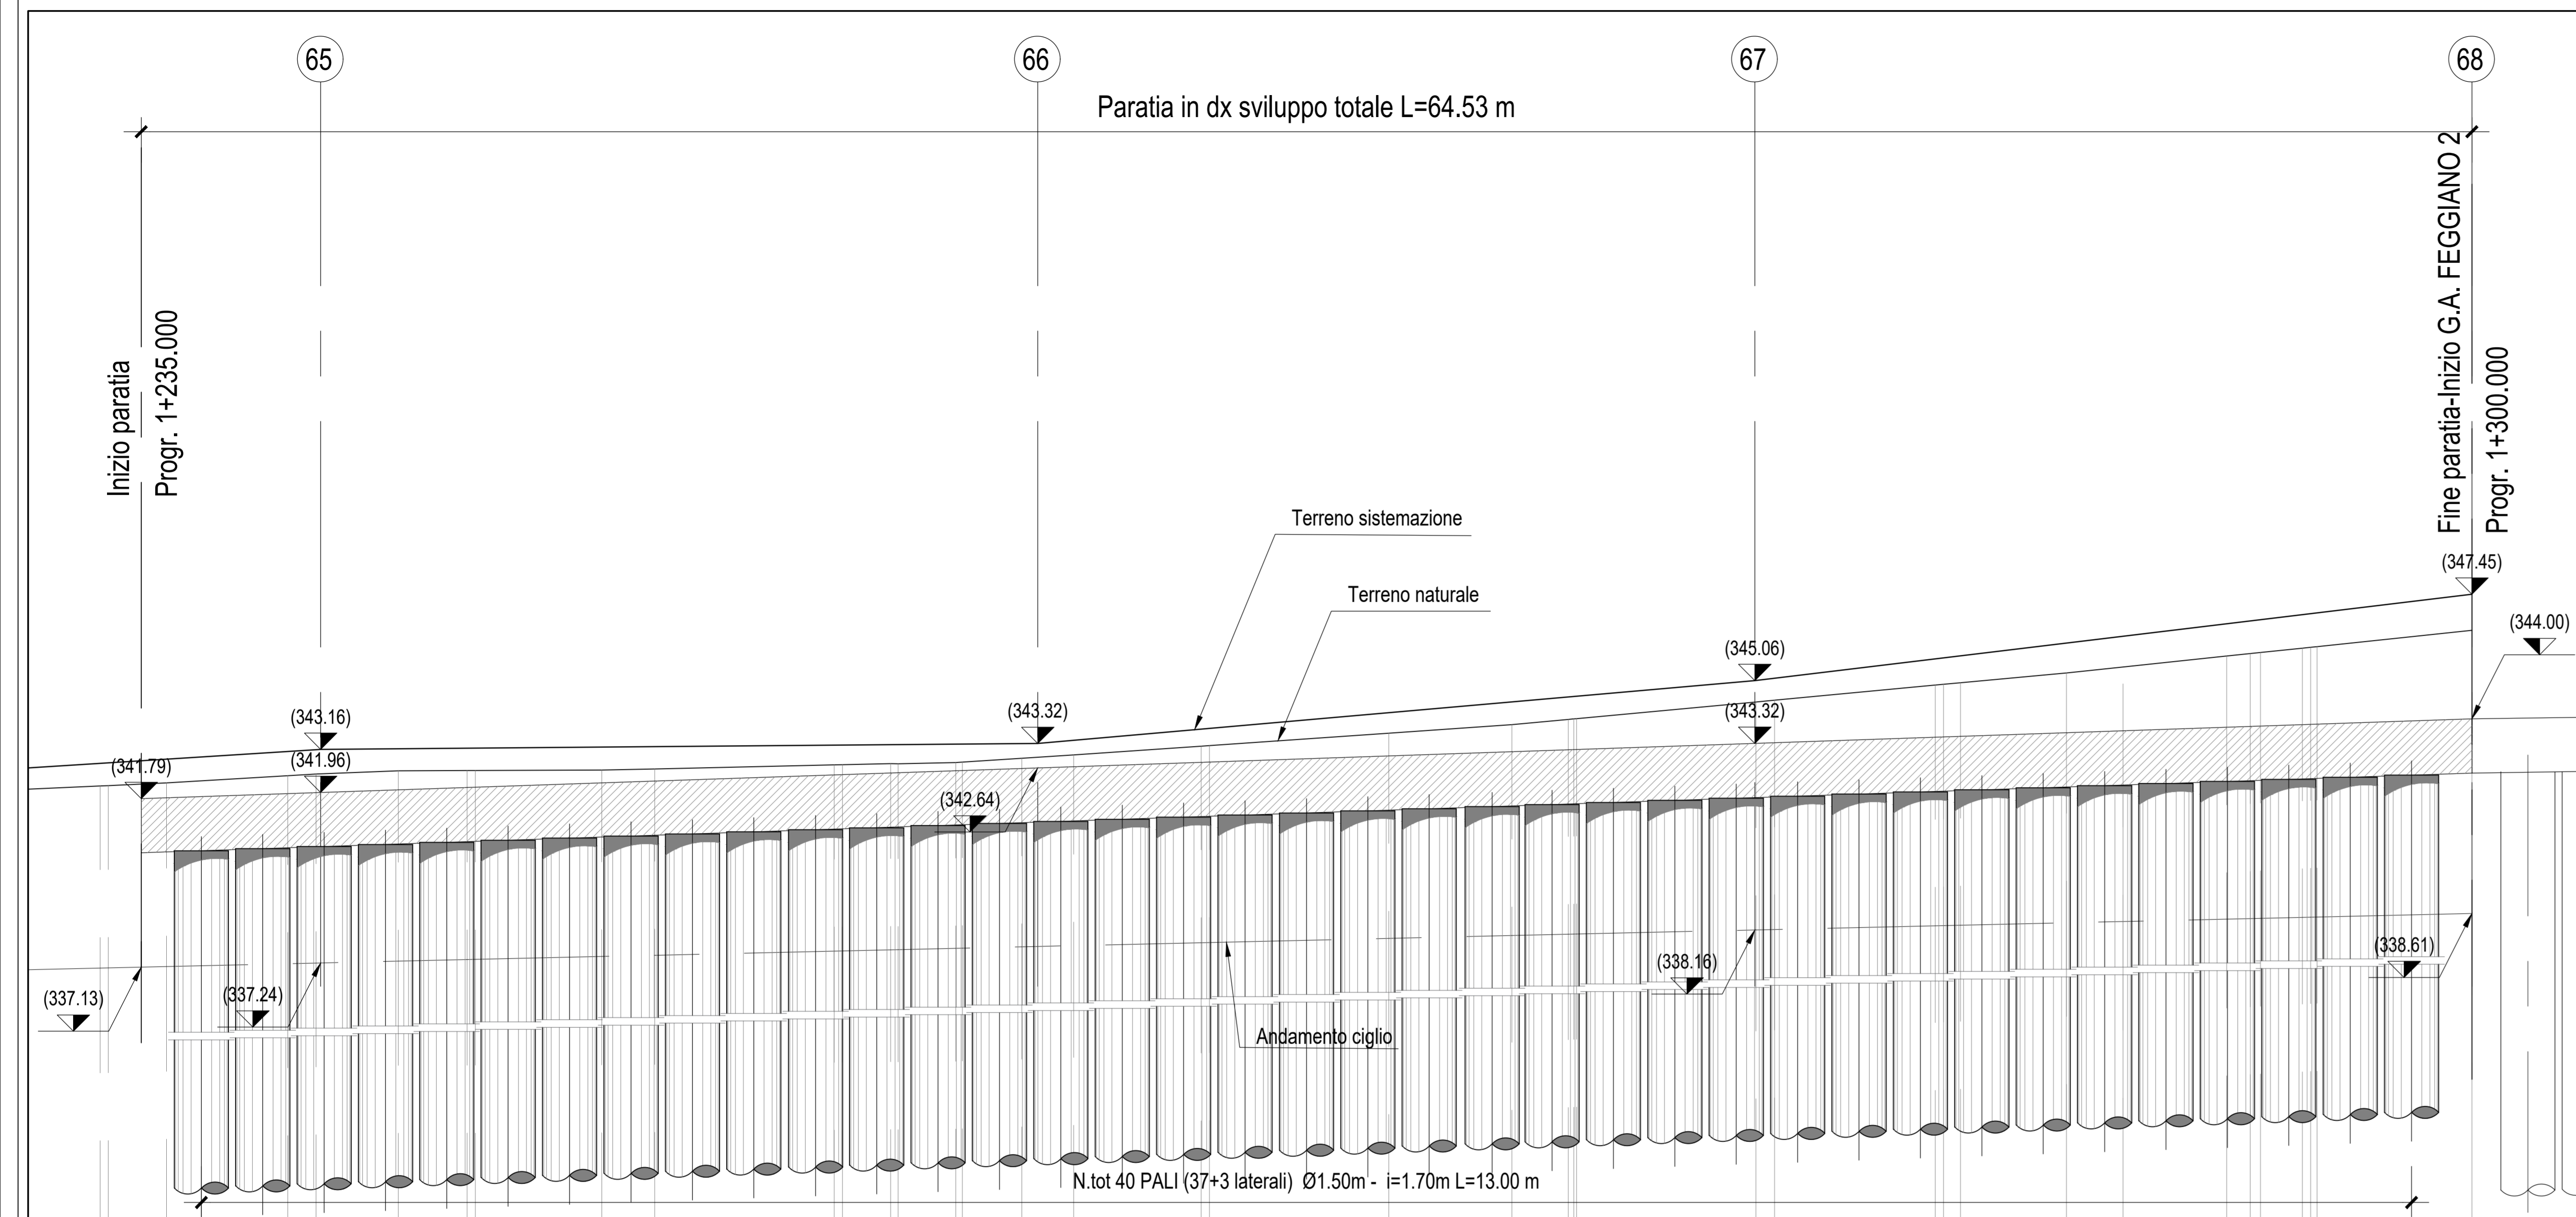 65
66
67
68
Paratia in dx sviluppo totale L=64.53 m
Inizio paratia
Progr. 1+235.000
Fine paratia-Inizio G.A. FEGGIANO 2
Progr. 1+300.000
Terreno sistemazione
(347.45)
Terreno naturale
(344.00)
(345.06)
(343.16)
(343.32)
(343.32)
(341.79)
(341.96)
(342.64)
(338.61)
(338.16)
(337.13)
(337.24)
Andamento ciglio
N.tot 40 PALI (37+3 laterali) Ø1.50m - i=1.70m L=13.00 m